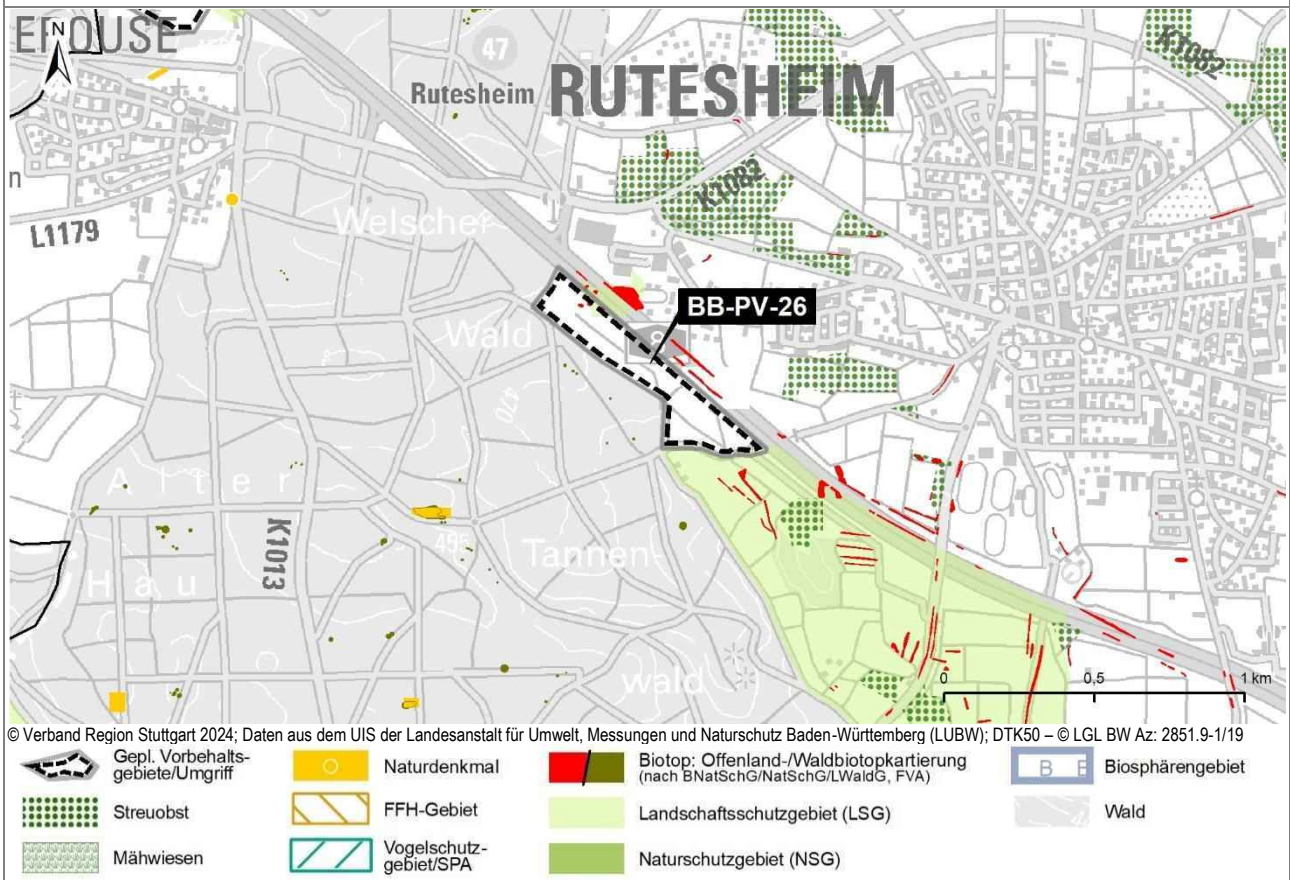 EPOUSE
N
47
Rutesheim
RUTESHEIM
K1082
K1082
n
L1179
Welscher
Wald
BB-PV-26
8
470
Alter
Hau
K1013
495
Tannen-
wald
0 0,5 1 km
© Verband Region Stuttgart 2024; Daten aus dem UIS der Landesanstalt für Umwelt, Messungen und Naturschutz Baden-Württemberg (LUBW); DTK50 – © LGL BW Az: 2851.9-1/19
Gepl. Vorbehalts-
gebiete/Umgriff
Streuobst
Mähwiesen
Naturdenkmal
FFH-Gebiet
Vogelschutz-
gebiet/SPA
Biotop: Offenland-/Waldbiotopkartierung
(nach BNatSchG/NatSchG/LWaldG, FVA)
Landschaftsschutzgebiet (LSG)
Naturschutzgebiet (NSG)
B B
Biosphärengebiet
Wald